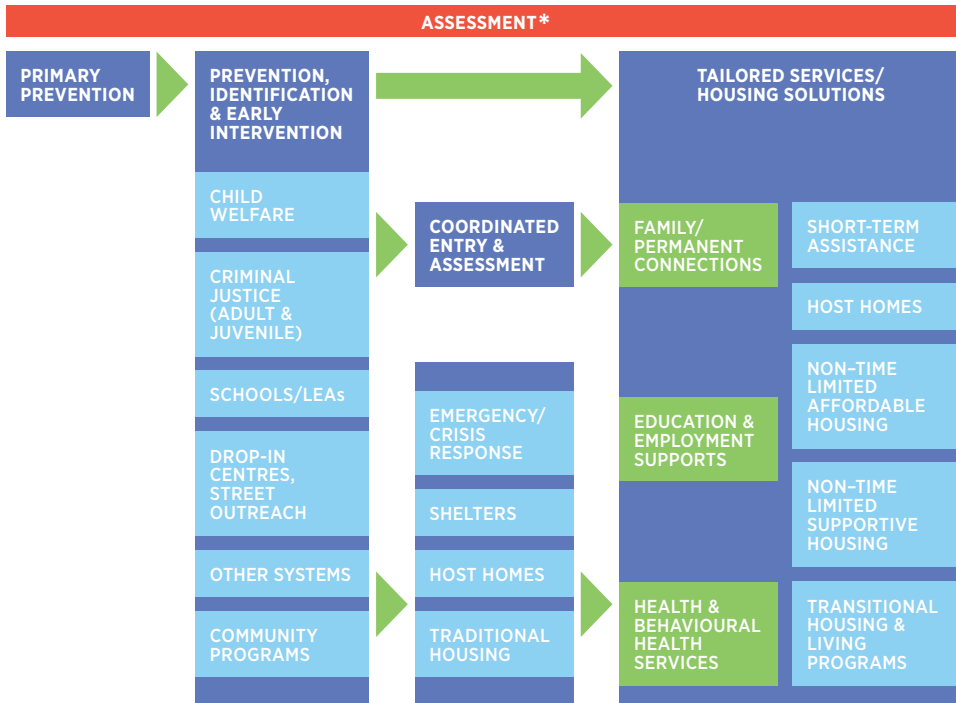 ASSESSMENT*
PRIMARY
PREVENTION
PREVENTION,
IDENTIFICATION
& EARLY
INTERVENTION
CHILD
WELFARE
CRIMINAL
JUSTICE
(ADULT &
JUVENILE)
SCHOOLS/LEAs
DROP-IN
CENTRES,
STREET
OUTREACH
OTHER SYSTEMS
COMMUNITY
PROGRAMS
COORDINATED
ENTRY &
ASSESSMENT
EMERGENCY/
CRISIS
RESPONSE
SHELTERS
HOST HOMES
TRADITIONAL
HOUSING
TAILORED SERVICES/
HOUSING SOLUTIONS
FAMILY/
PERMANENT
CONNECTIONS
EDUCATION &
EMPLOYMENT
SUPPORTS
HEALTH &
BEHAVIOURAL
HEALTH
SERVICES
SHORT-TERM
ASSISTANCE
HOST HOMES
NON-TIME
LIMITED
AFFORDABLE
HOUSING
NON-TIME
LIMITED
SUPPORTIVE
HOUSING
TRANSITIONAL
HOUSING &
LIVING
PROGRAMS